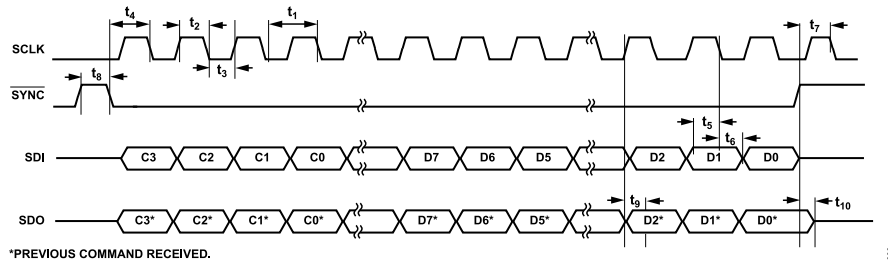 t4 t2 t1 t7
SCLK
t3
t8
SYNC
t5 t6
SDI C3 C2 C1 C0 D7 D6 D5 D2 D1 D0
t9 t10
SDO C3* C2* C1* C0* D7* D6* D5* D2* D1* D0*
*PREVIOUS COMMAND RECEIVED.